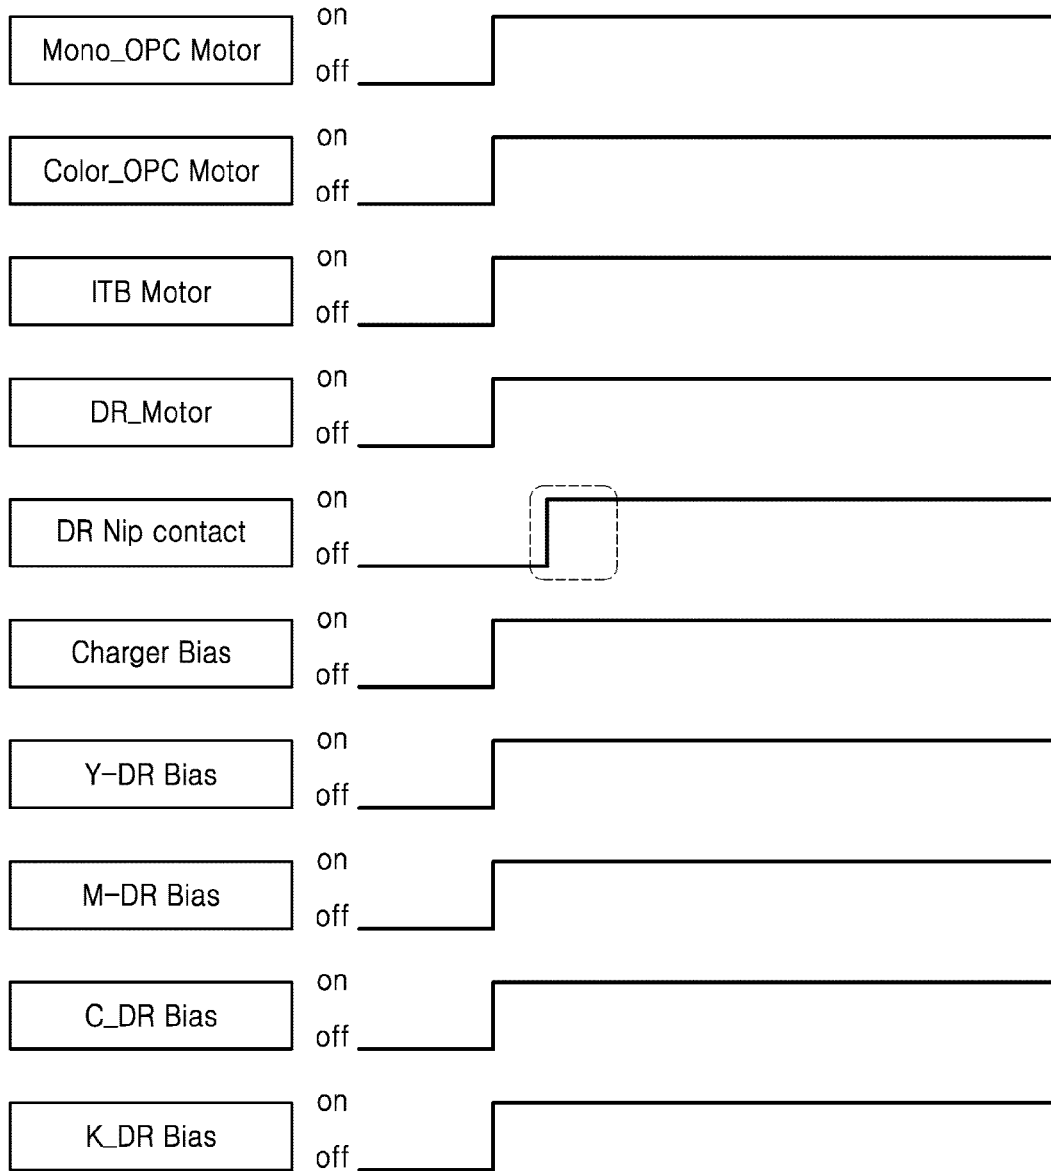 on
Mono_OPC Motor
off
on
Color_OPC Motor
off
on
ITB Motor
off
on
DR_Motor
off
on
DR Nip contact
off
on
Charger Bias
off
on
Y-DR Bias
off
on
M-DR Bias
off
on
C_DR Bias
off
on
K_DR Bias
off